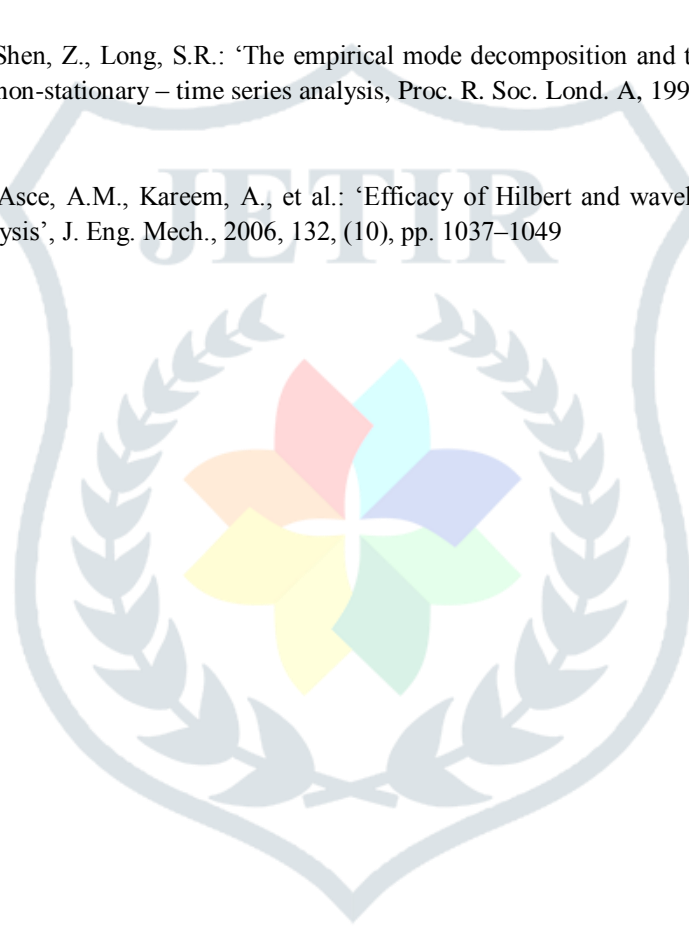 Shen, Z., Long, S.R.: ‘The empirical mode decomposition and t
non-stationary – time series analysis, Proc. R. Soc. Lond. A, 199
Asce, A.M., Kareem, A., et al.: ‘Efficacy of Hilbert and wavel
ysis’, J. Eng. Mech., 2006, 132, (10), pp. 1037–1049
JETIR